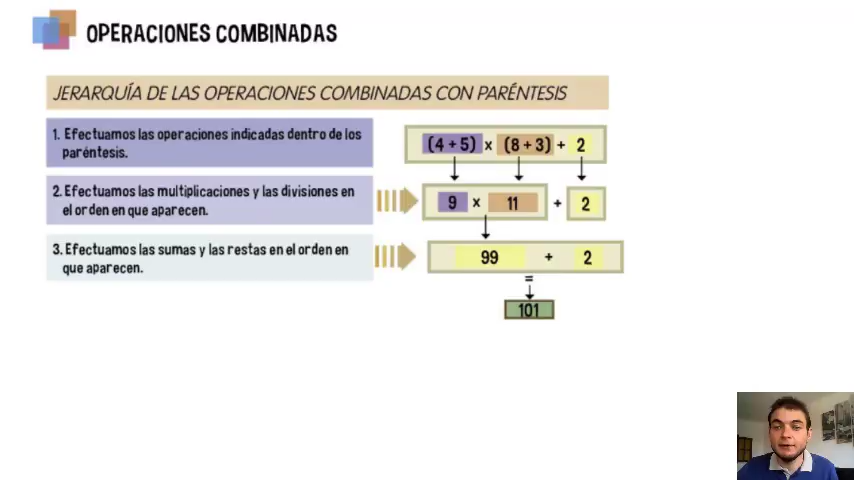 OPERACIONES COMBINADAS
JERARQUÍA DE LAS OPERACIONES COMBINADAS CON PARÉNTESIS
1. Efectuamos las operaciones indicadas dentro de los
paréntesis.
(4 + 5) x (8 + 3) + 2
2. Efectuamos las multiplicaciones y las divisiones en
el orden en que aparecen.
9 x 11 + 2
3. Efectuamos las sumas y las restas en el orden en
que aparecen.
99 + 2
=
101